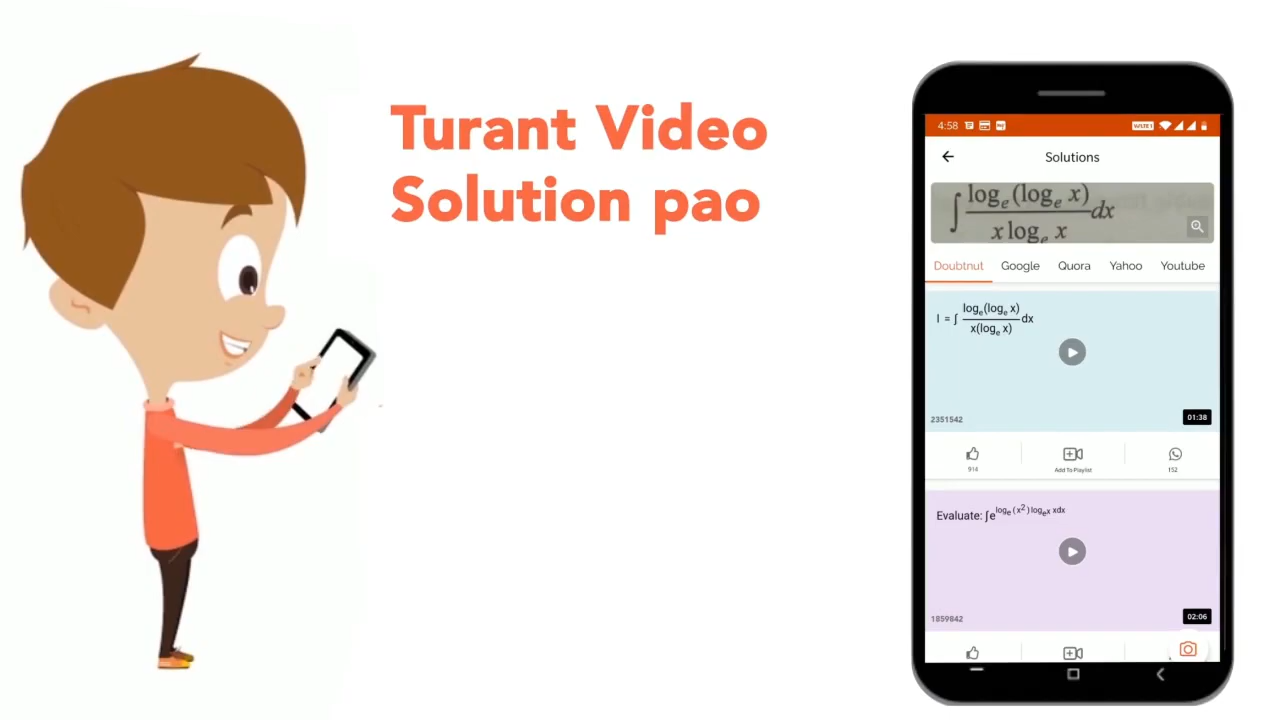 Turant Video
Solution pao
4:58
Solutions
∫ logₑ(logₑ x) / x logₑ x dx
Doubtnut Google Quora Yahoo Youtube
I = ∫ logₑ(logₑ x) / x(logₑ x) dx
2351542 01:38
914 Add To Playlist 152
Evaluate: ∫e^logₑ(x²)logₑx xdx
1859842 02:06